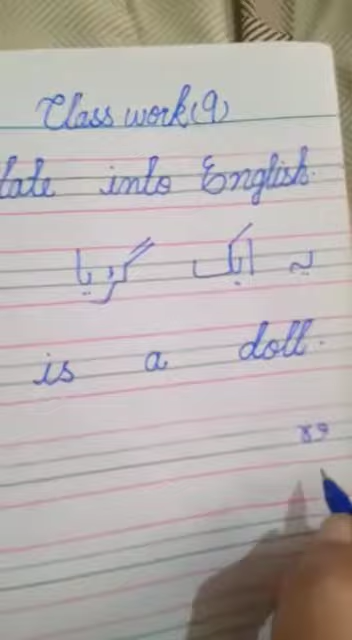 Class work(9)
late into English.
یہ ایک گڑیا
is a doll.